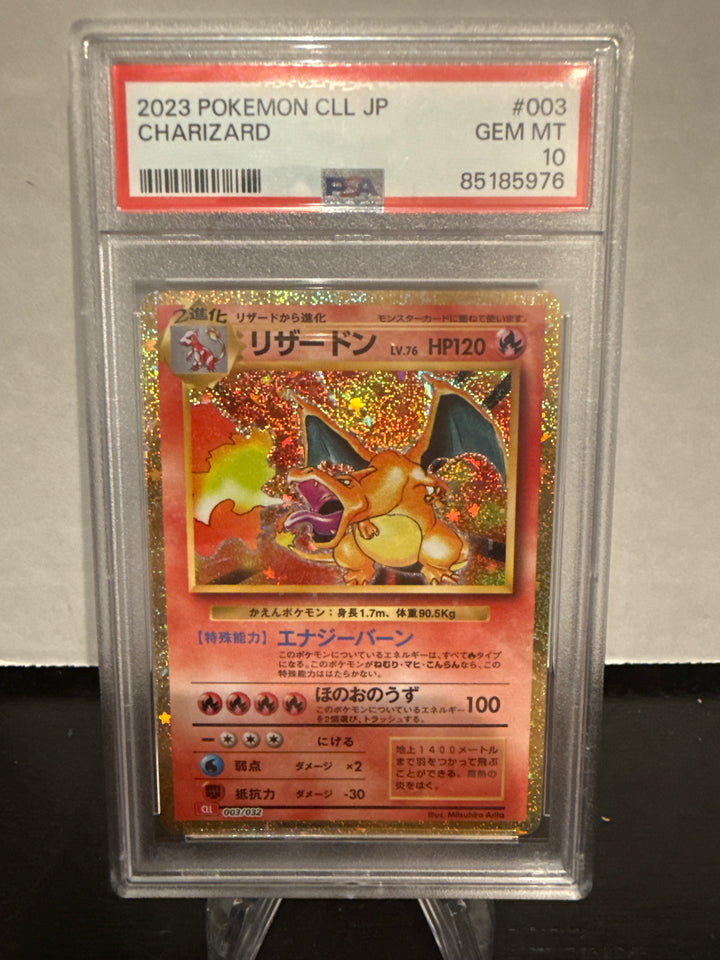 2023 POKEMON CLL JP #003
CHARIZARD GEM MT
10
PSA 85185976
2進化 リザードから進化 モンスターカードに重ねて使います。
リザードン LV.76 HP120
かえんポケモン：身長1.7m、体重90.5Kg
【特殊能力】エナジーバーン
このポケモンについているエネルギーは、すべて タイプ
になる。このポケモンがねむり・マヒ・こんらんなら、この
特殊能力ははたらかない。
ほのおのうず 100
このポケモンについているエネルギー
を2個選び、トラッシュする。
にげる
弱点 ダメージ ×2
抵抗力 ダメージ -30
地上1400メートル
まで羽をつかって飛ぶ
ことができる。高熱の
炎をはく。
CLL 003/032 Illus. Mitsuhiro Arita